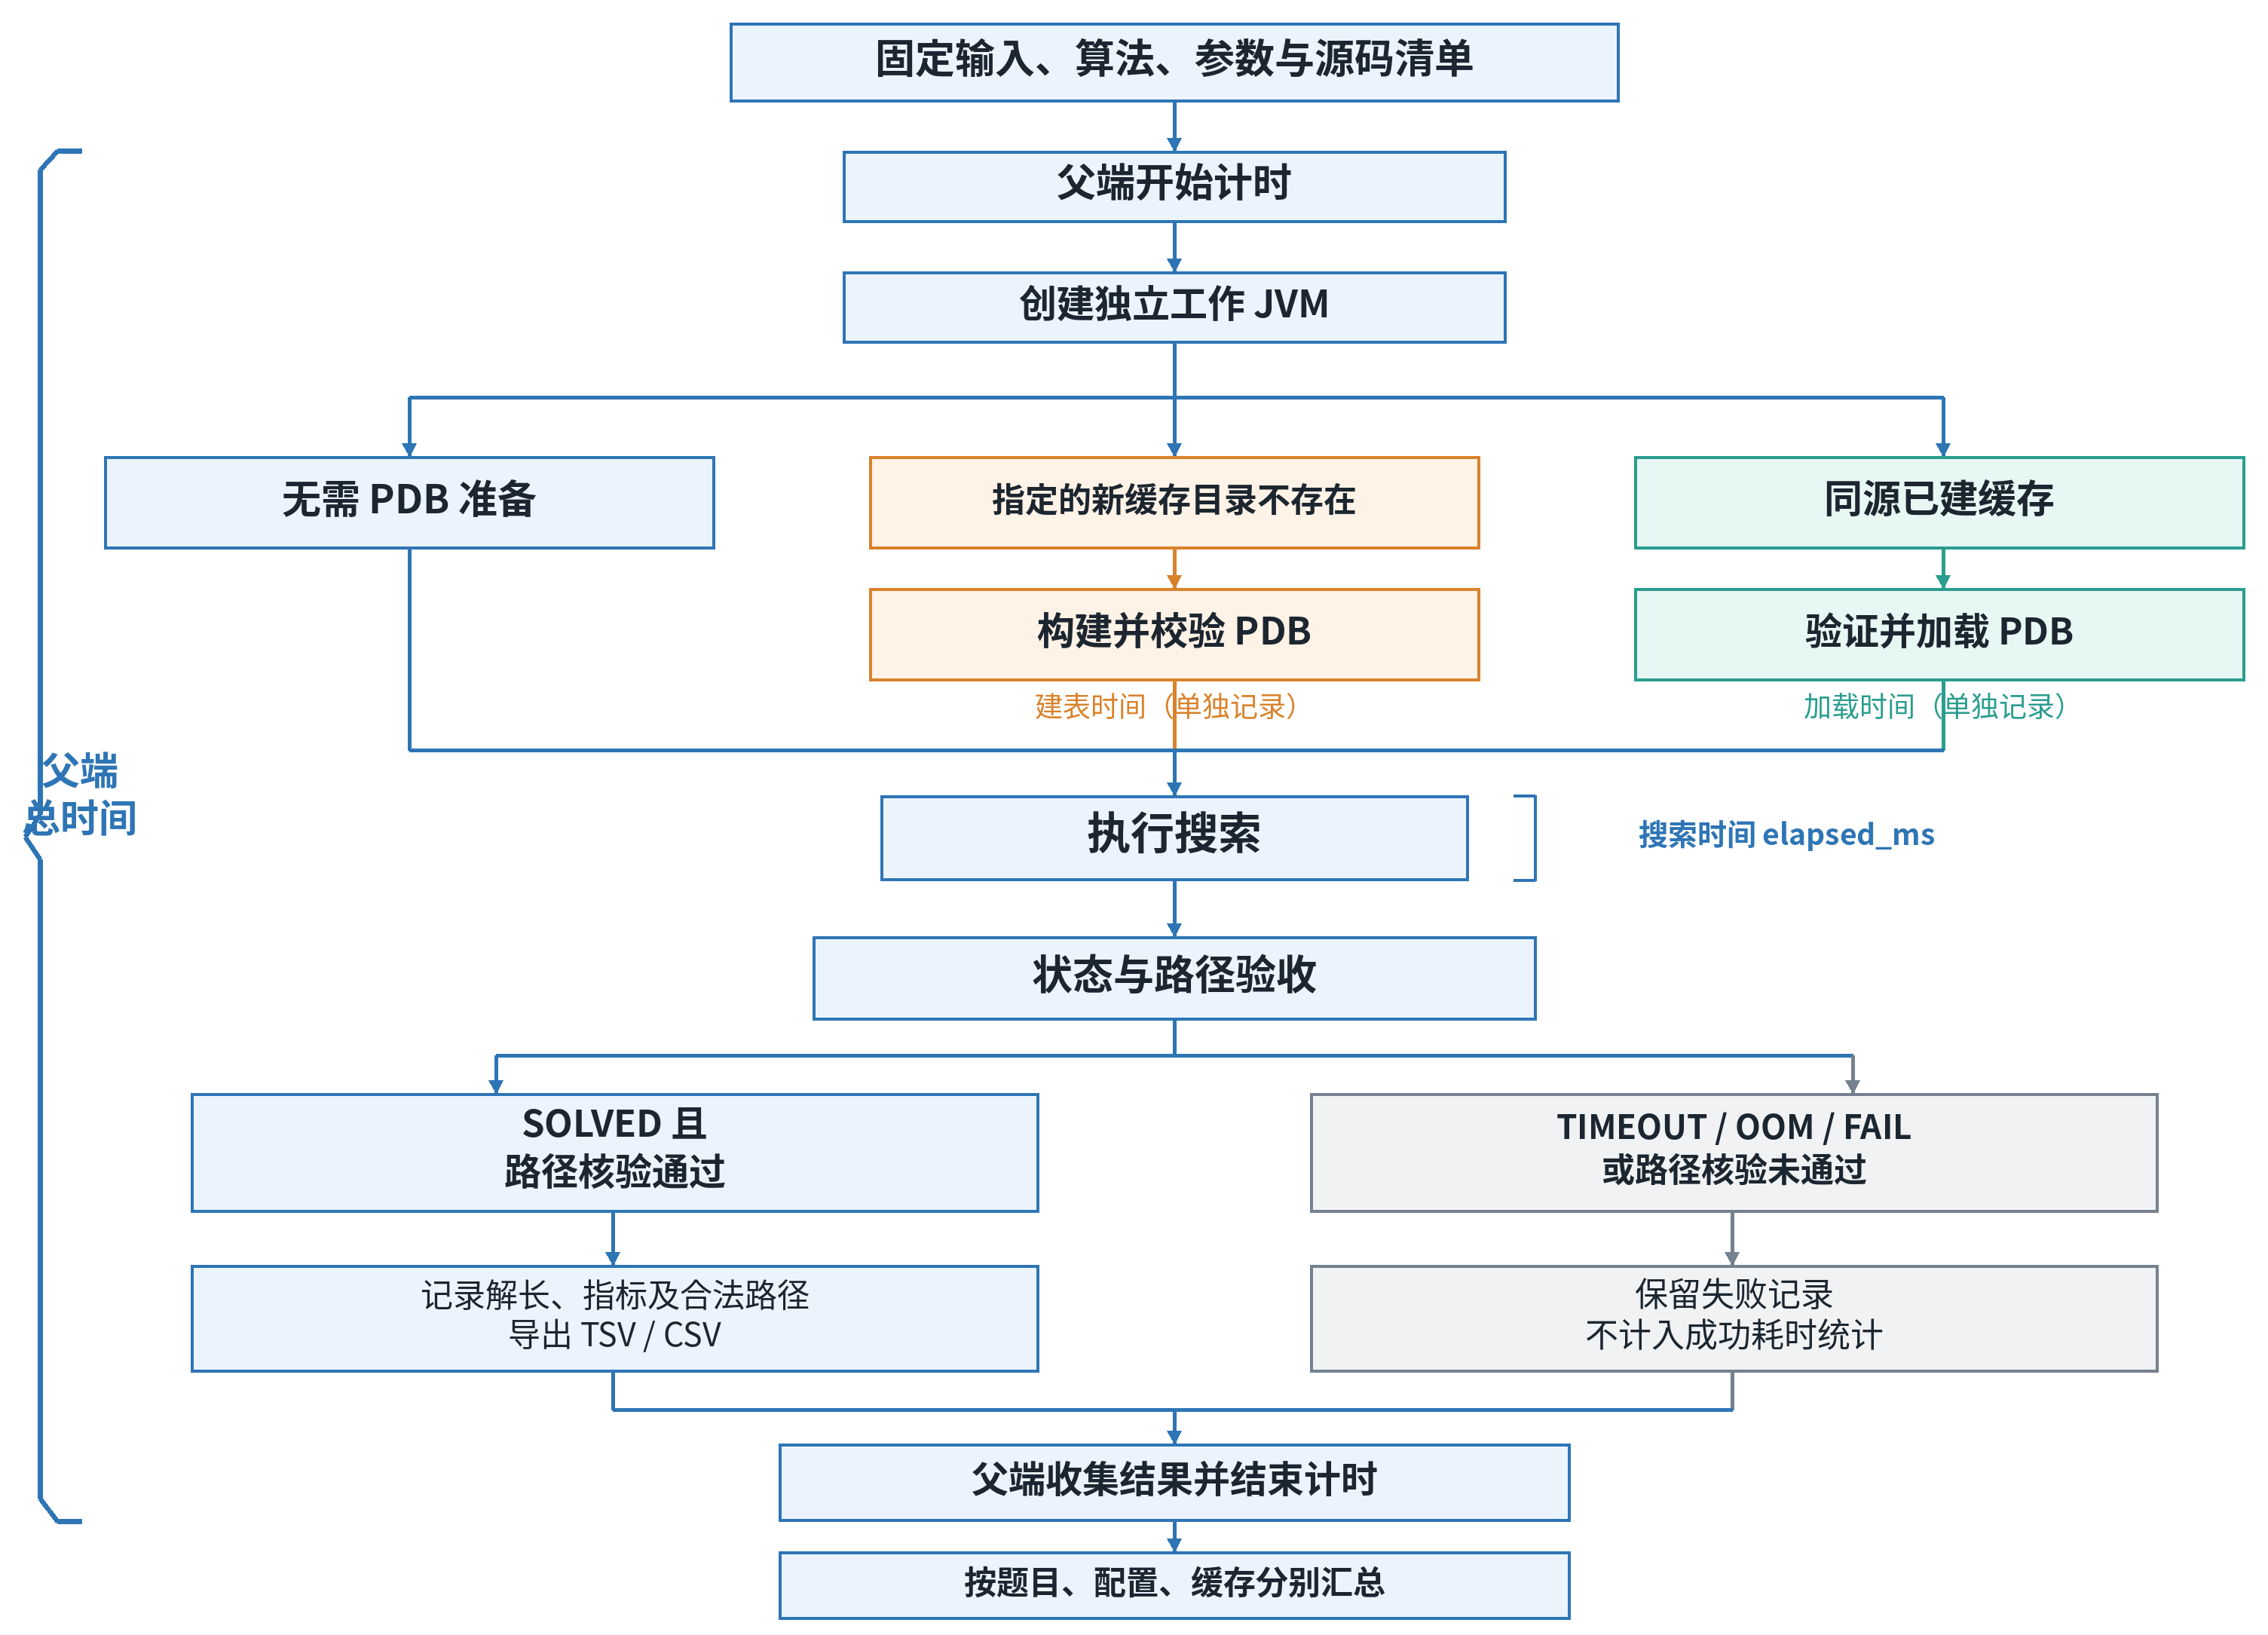 固定输入、算法、参数与源码清单
父端开始计时
创建独立工作 JVM
无需 PDB 准备
指定的新缓存目录不存在
同源已建缓存
构建并校验 PDB
验证并加载 PDB
建表时间（单独记录）
加载时间（单独记录）
父端
总时间
执行搜索
搜索时间 elapsed_ms
状态与路径验收
SOLVED 且
路径核验通过
TIMEOUT / OOM / FAIL
或路径核验未通过
记录解长、指标及合法路径
导出 TSV / CSV
保留失败记录
不计入成功耗时统计
父端收集结果并结束计时
按题目、配置、缓存分别汇总